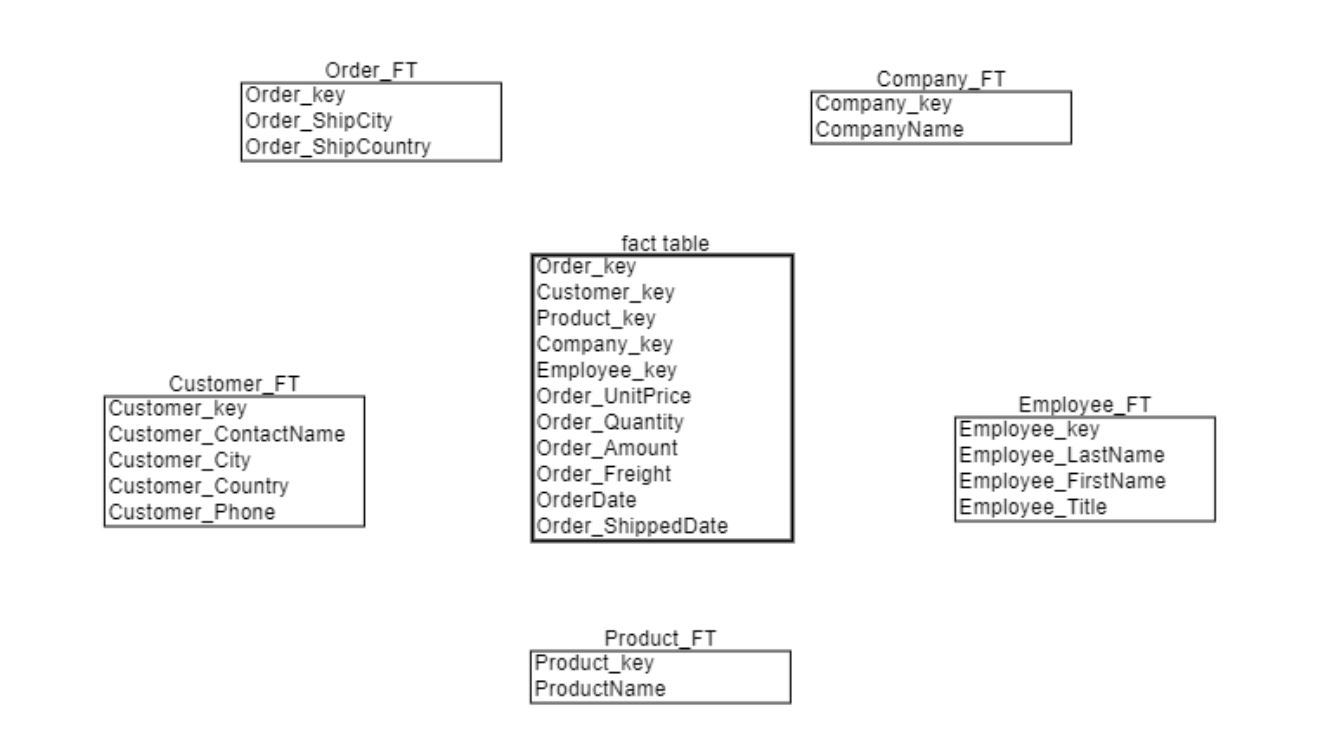 Order_FT
Order_key
Order_ShipCity
Order_ShipCountry
Company_FT
Company_key
CompanyName
fact table
Order_key
Customer_key
Product_key
Company_key
Employee_key
Order_UnitPrice
Order_Quantity
Order_Amount
Order_Freight
OrderDate
Order_ShippedDate
Customer_FT
Customer_key
Customer_ContactName
Customer_City
Customer_Country
Customer_Phone
Employee_FT
Employee_key
Employee_LastName
Employee_FirstName
Employee_Title
Product_FT
Product_key
ProductName